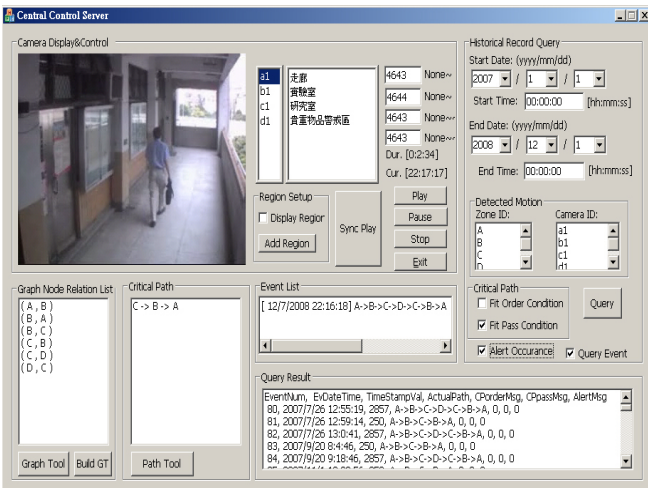 Central Control Server
Camera Display&Control
a1
b1
c1
d1
走廊
實驗室
研究室
貴重物品警戒區
4643 None~
4644 None~
4643 None~
4643 None~
Dur. [0:2:34]
Cur. [22:17:17]
Region Setup
Display Region
Add Region
Sync Play
Play
Pause
Stop
Exit
Historical Record Query
Start Date: (yyyy/mm/dd)
2007 / 1 / 1
Start Time: 00:00:00 [hh:mm:ss]
End Date: (yyyy/mm/dd)
2008 / 12 / 1
End Time: 00:00:00 [hh:mm:ss]
Detected Motion
Zone ID: Camera ID:
A a1
B b1
C c1
D d1
Critical Path
Fit Order Condition
Fit Pass Condition
Query
Alert Occurance
Query Event
Graph Node Relation List
(A,B)
(B,A)
(B,C)
(C,B)
(C,D)
(D,C)
Graph Tool
Build GT
Critical Path
C -> B -> A
Path Tool
Event List
[ 12/7/2008 22:16:18] A->B->C->D->C->B->A
Query Result
EventNum, EvDateTime, TimeStampVal, ActualPath, CPorderMsg, CPpassMsg, AlertMsg
80, 2007/7/26 12:55:19, 2857, A->B->C->D->C->B->A, 0, 0, 0
81, 2007/7/26 12:59:14, 250, A->B->C->B->A, 0, 0, 0
82, 2007/7/26 13:0:41, 2857, A->B->C->D->C->B->A, 0, 0, 0
83, 2007/9/20 8:4:46, 250, A->B->C->B->A, 0, 0, 0
84, 2007/9/20 9:18:46, 2857, A->B->C->D->C->B->A, 0, 0, 0